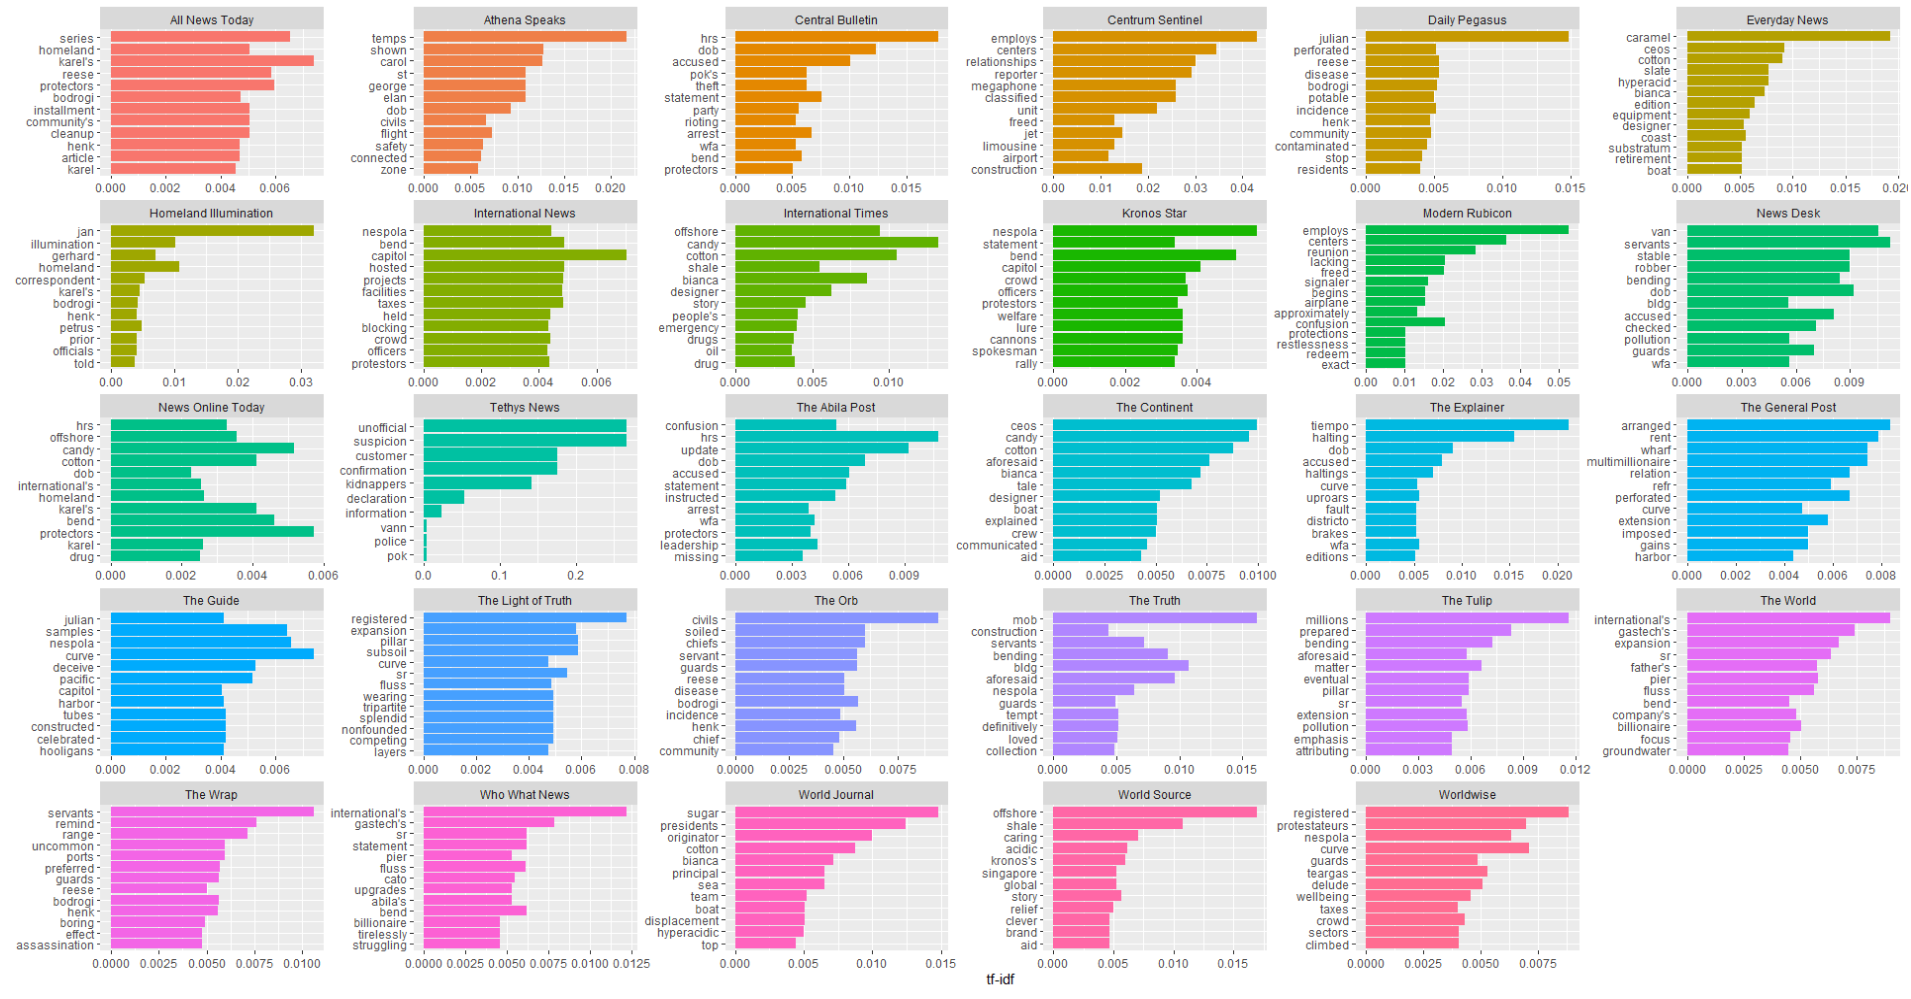 All News Today
series
homeland
karel's
reese
protectors
bodrogi
installment
community's
cleanup
henk
article
karel
0.000 0.002 0.004 0.006
Athena Speaks
temps
shown
carol
st
george
elan
dob
civils
flight
safety
connected
zone
0.000 0.005 0.010 0.015 0.020
Central Bulletin
hrs
dob
accused
pok's
theft
statement
party
rioting
arrest
wfa
bend
protectors
0.000 0.005 0.010 0.015
Centrum Sentinel
employs
centers
relationships
reporter
megaphone
classified
unit
freed
jet
limousine
airport
construction
0.00 0.01 0.02 0.03 0.04
Daily Pegasus
julian
perforated
reese
disease
bodrogi
potable
incidence
henk
community
contaminated
stop
residents
0.000 0.005 0.010 0.015
Everyday News
caramel
ceos
cotton
slate
hyperacid
bianca
edition
equipment
designer
coast
substratum
retirement
boat
0.000 0.005 0.010 0.015 0.020
Homeland Illumination
jan
illumination
gerhard
homeland
correspondent
karel's
bodrogi
henk
petrus
prior
officials
told
0.00 0.01 0.02 0.03
International News
nespola
bend
capitol
hosted
projects
facilities
taxes
held
blocking
crowd
officers
protestors
0.000 0.002 0.004 0.006
International Times
offshore
candy
cotton
shale
bianca
designer
story
people's
emergency
drugs
oil
drug
0.000 0.005 0.010
Kronos Star
nespola
statement
bend
capitol
crowd
officers
protestors
welfare
lure
cannons
spokesman
rally
0.000 0.002 0.004
Modern Rubicon
employs
centers
reunion
lacking
freed
signaler
begins
airplane
approximately
confusion
protections
restlessness
redeem
exact
0.00 0.01 0.02 0.03 0.04 0.05
News Desk
van
servants
stable
robber
bending
dob
bldg
accused
checked
pollution
guards
wfa
0.000 0.003 0.006 0.009
News Online Today
hrs
offshore
candy
cotton
dob
international's
homeland
karel's
bend
protectors
karel
drug
0.000 0.002 0.004 0.006
Tethys News
unofficial
suspicion
customer
confirmation
kidnappers
declaration
information
vann
police
pok
0.0 0.1 0.2
The Abila Post
confusion
hrs
update
dob
accused
statement
instructed
arrest
wfa
protectors
leadership
missing
0.000 0.003 0.006 0.009
The Continent
ceos
candy
cotton
aforesaid
bianca
tale
designer
boat
explained
crew
communicated
aid
0.000 0.0025 0.0050 0.0075 0.0100
The Explainer
tiempo
halting
dob
accused
haltings
curve
uproars
fault
districto
brakes
wfa
editions
0.000 0.005 0.010 0.015 0.020
The General Post
arranged
rent
wharf
multimillionaire
relation
refr
perforated
curve
extension
imposed
gains
harbor
0.000 0.002 0.004 0.006 0.008
The Guide
julian
samples
nespola
curve
deceive
pacific
capitol
harbor
tubes
constructed
celebrated
hooligans
0.000 0.002 0.004 0.006
The Light of Truth
registered
expansion
pillar
subsoil
curve
sr
fluss
wearing
tripartite
splendid
nonfounded
competing
layers
0.000 0.002 0.004 0.006 0.008
The Orb
civils
soiled
chiefs
servant
guards
reese
disease
bodrogi
incidence
henk
chief
community
0.0000 0.0025 0.0050 0.0075
The Truth
mob
construction
servants
bending
bldg
aforesaid
nespola
guards
tempt
definitively
loved
collection
0.000 0.005 0.010 0.015
The Tulip
millions
prepared
bending
aforesaid
matter
eventual
pillar
sr
extension
pollution
emphasis
attributing
0.000 0.003 0.006 0.009 0.012
The World
international's
gastech's
expansion
sr
father's
pier
fluss
bend
company's
billionaire
focus
groundwater
0.0000 0.0025 0.0050 0.0075
The Wrap
servants
remind
range
uncommon
ports
preferred
guards
reese
bodrogi
henk
boring
effect
assassination
0.0000 0.0025 0.0050 0.0075 0.0100
Who What News
international's
gastech's
sr
statement
pier
fluss
cato
upgrades
abila's
bend
billionaire
tirelessly
struggling
0.0000 0.0025 0.0050 0.0075 0.0100 0.0125
World Journal
sugar
presidents
originator
cotton
bianca
principal
sea
team
boat
displacement
hyperacidic
top
0.000 0.005 0.010 0.015
World Source
offshore
shale
caring
acidic
kronos's
singapore
global
story
relief
clever
brand
aid
0.000 0.005 0.010 0.015
Worldwise
registered
protestateurs
nespola
curve
guards
teargas
delude
wellbeing
taxes
crowd
sectors
climbed
0.0000 0.0025 0.0050 0.0075
tf-idf